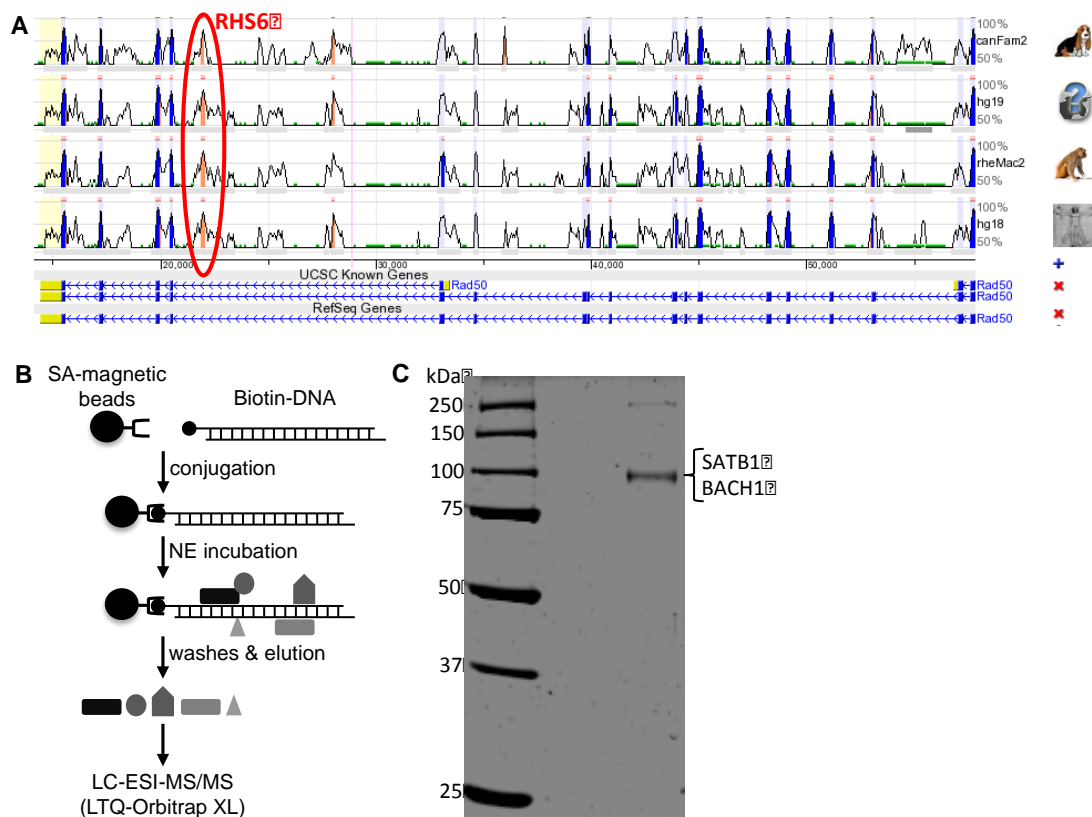 A
RHS6
100%
canFam2
50%
100%
hg19
50%
100%
rheMac2
50%
100%
hg18
50%
20,000
30,000
40,000
50,000
UCSC Known Genes
Rad50
Rad50
Rad50
RefSeq Genes
Rad50
B
SA-magnetic
beads
Biotin-DNA
conjugation
NE incubation
washes & elution
LC-ESI-MS/MS
(LTQ-Orbitrap XL)
C
kDa
250
150
100
75
50
37
25
SATB1
BACH1